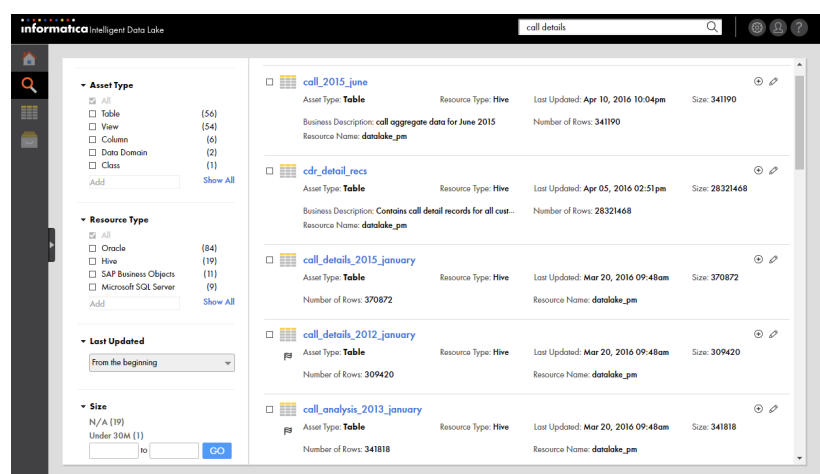 informatica Intelligent Data Lake
call details
?
Asset Type
All
Table (56)
View (54)
Column (6)
Data Domain (2)
Class (1)
Add Show All
Resource Type
All
Oracle (84)
Hive (19)
SAP Business Objects (11)
Microsoft SQL Server (9)
Add Show All
Last Updated
From the beginning
Size
N/A (19)
Under 30M (1)
to GO
call_2015_june
Asset Type: Table Resource Type: Hive Last Updated: Apr 10, 2016 10:04pm Size: 341190
Business Description: call aggregate data for June 2015 Number of Rows: 341190
Resource Name: datalake_pm
cdr_detail_recs
Asset Type: Table Resource Type: Hive Last Updated: Apr 05, 2016 02:51pm Size: 28321468
Business Description: Contains call detail records for all cust... Number of Rows: 28321468
Resource Name: datalake_pm
call_details_2015_january
Asset Type: Table Resource Type: Hive Last Updated: Mar 20, 2016 09:48am Size: 370872
Number of Rows: 370872 Resource Name: datalake_pm
call_details_2012_january
Asset Type: Table Resource Type: Hive Last Updated: Mar 20, 2016 09:48am Size: 309420
Number of Rows: 309420 Resource Name: datalake_pm
call_analysis_2013_january
Asset Type: Table Resource Type: Hive Last Updated: Mar 20, 2016 09:48am Size: 341818
Number of Rows: 341818 Resource Name: datalake_pm